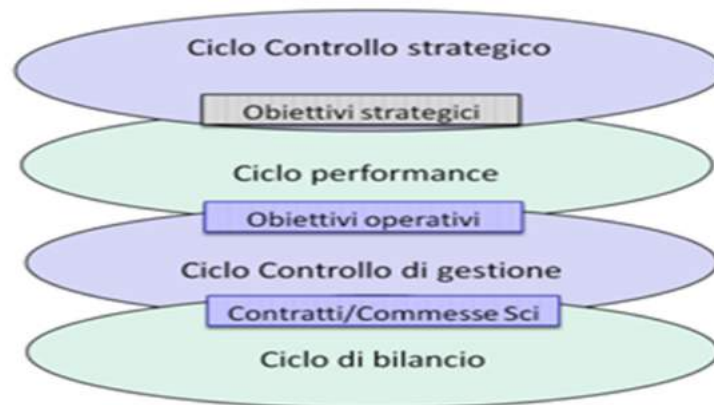 Ciclo Controllo strategico
Obiettivi strategici
Ciclo performance
Obiettivi operativi
Ciclo Controllo di gestione
Contratti/Commesse Sci
Ciclo di bilancio